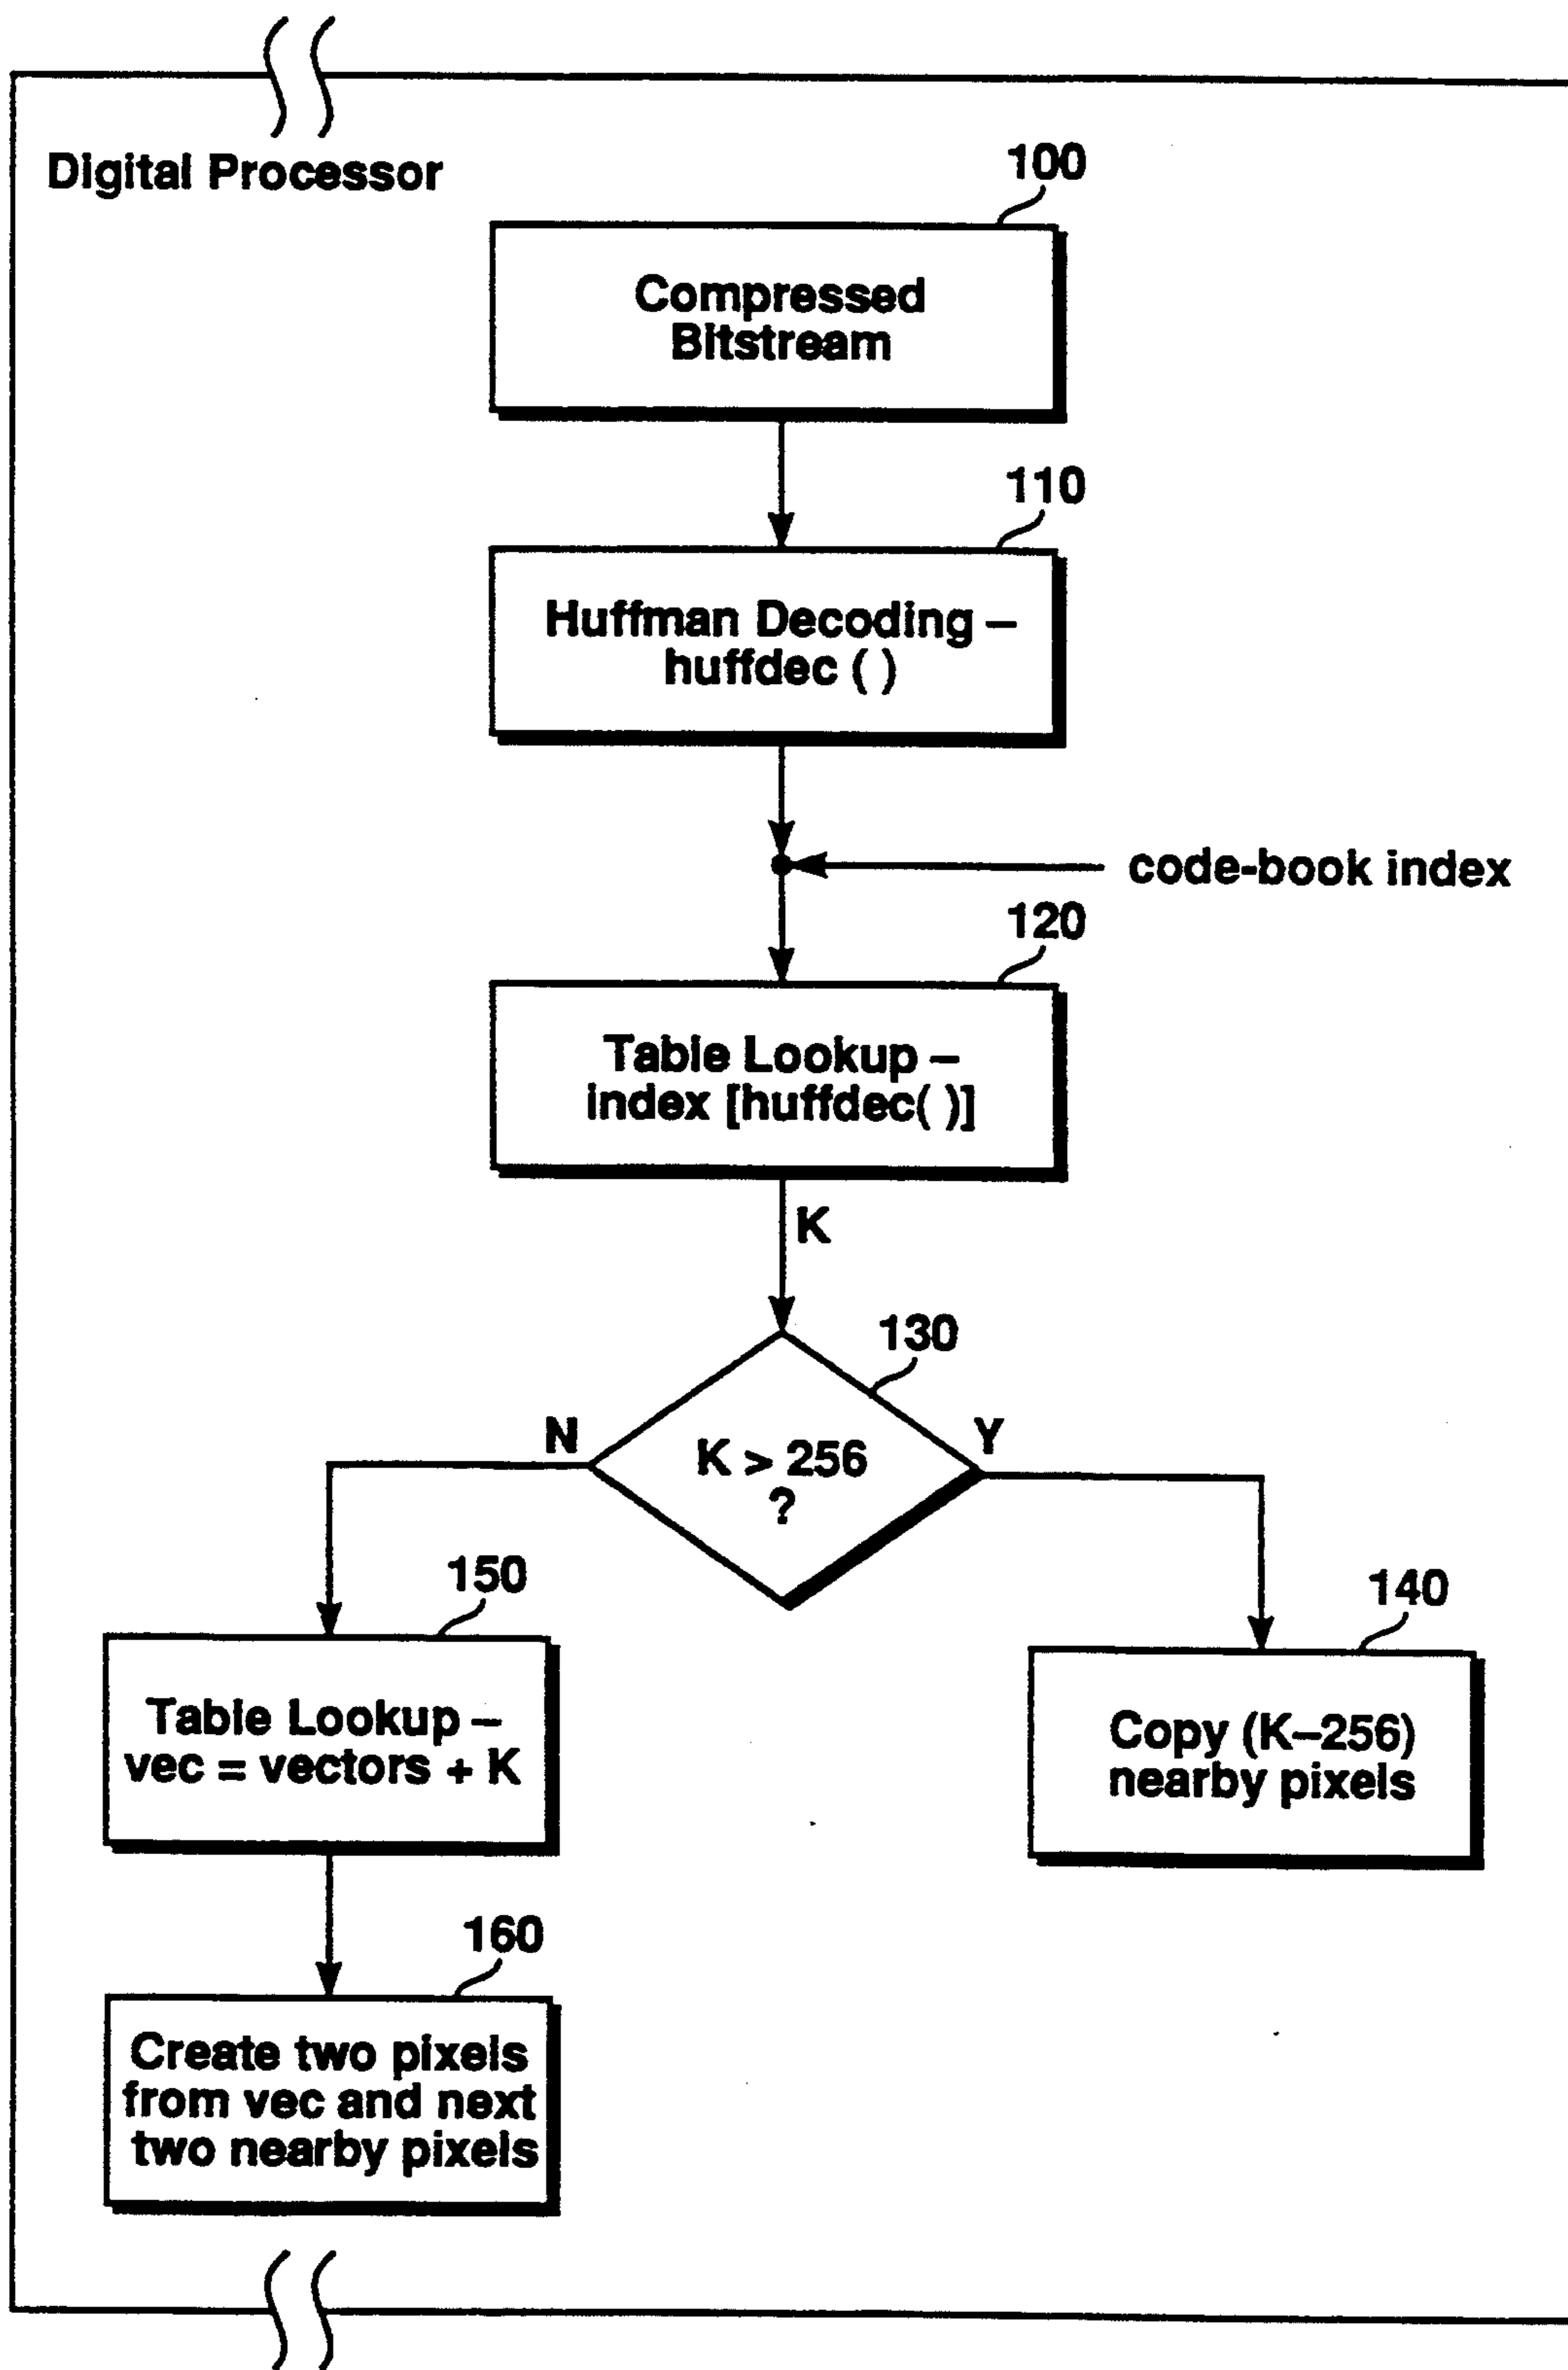 Digital Processor
100
Compressed
Bitstream
110
Huffman Decoding –
huffdec ( )
code-book index
120
Table Lookup –
index [huffdec( )]
K
130
N
Y
K > 256
?
150
140
Table Lookup –
vec = vectors + K
Copy (K–256)
nearby pixels
160
Create two pixels
from vec and next
two nearby pixels